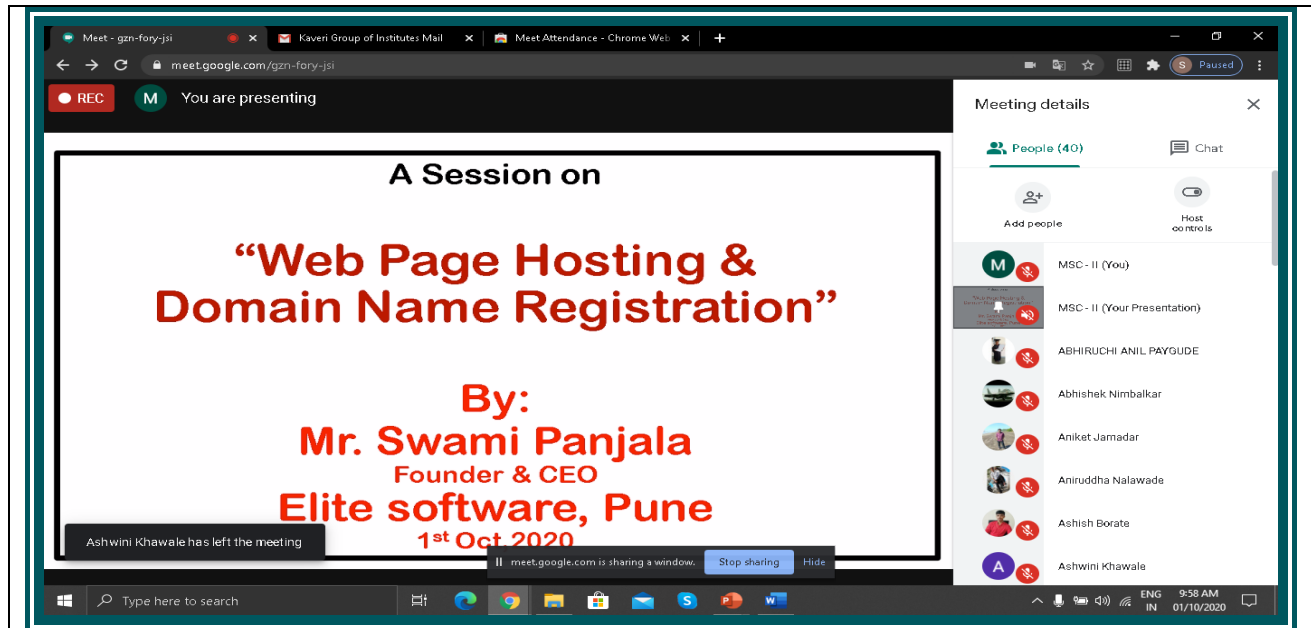 Meet - gzn-fory-jsi
Kaveri Group of Institutes Mail
Meet Attendance - Chrome Web
meet.google.com/gzn-fory-jsi
S Paused
REC
M You are presenting
A Session on
“Web Page Hosting &
Domain Name Registration”
By:
Mr. Swami Panjala
Founder & CEO
Elite software, Pune
1st Oct, 2020
Ashwini Khawale has left the meeting
meet.google.com is sharing a window. Stop sharing Hide
Meeting details
People (40) Chat
Add people
Host
controls
M MSC - II (You)
MSC - II (Your Presentation)
ABHIRUCHI ANIL PAYGUDE
Abhishek Nimbalkar
Aniket Jamadar
Aniruddha Nalawade
Ashish Borate
A Ashwini Khawale
Type here to search
ENG 9:58 AM
IN 01/10/2020